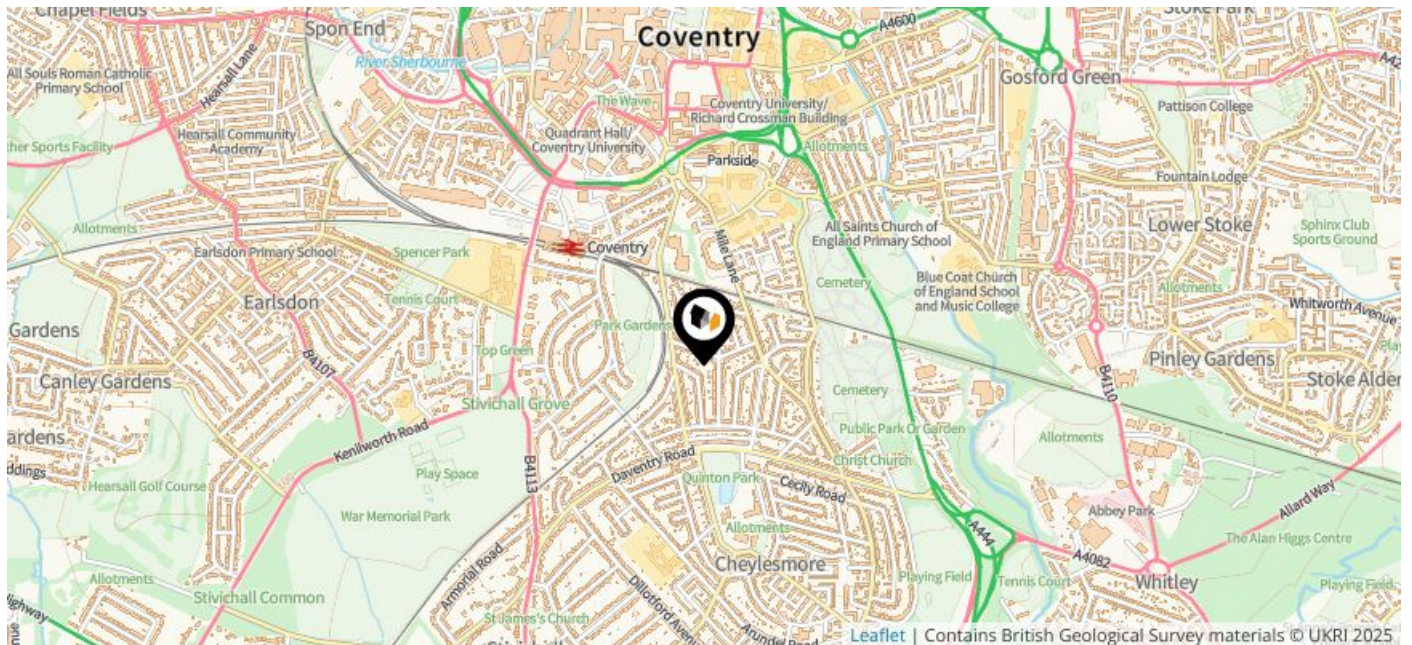 Chapel Fields
Spon End
Coventry
A4600
Stoke Park
River Sherbourne
All Souls Roman Catholic
Primary School
Hearsall Lane
Gosford Green
The Wave
Coventry University/
Richard Crossman Building
Pattison College
Hearsall Community
Academy
Quadrant Hall/
Coventry University
ther Sports Facility
Parkside
Allotments
Fountain Lodge
Allotments
Mile Lane
All Saints Church of
England Primary School
Lower Stoke
Sphinx Club
Sports Ground
Earlsdon Primary School
Spencer Park
Coventry
Cemetery
Blue Coat Church
of England School
and Music College
Allotments
Earlsdon
Tennis Court
Whitworth Avenue
Gardens
Park Gardens
B4107
Top Green
Pinley Gardens
Canley Gardens
B4110
Stoke Alder
Cemetery
Stivichall Grove
ardens
Kenilworth Road
Public Park Or Garden
Allotments
ddings
Play Space
B4113
Daventry Road
Christ Church
Hearsall Golf Course
Quinton Park
Cecily Road
Allard Way
War Memorial Park
Abbey Park
Allotments
A444
The Alan Higgs Centre
Armorial Road
Cheylesmore
A4082
Allotments
Playing Field
Tennis Court
Whitley
Playing Field
Stivichall Common
Dillotsford Avenue
Highway
St James's Church
Arundel Road
Leaflet | Contains British Geological Survey materials © UKRI 2025